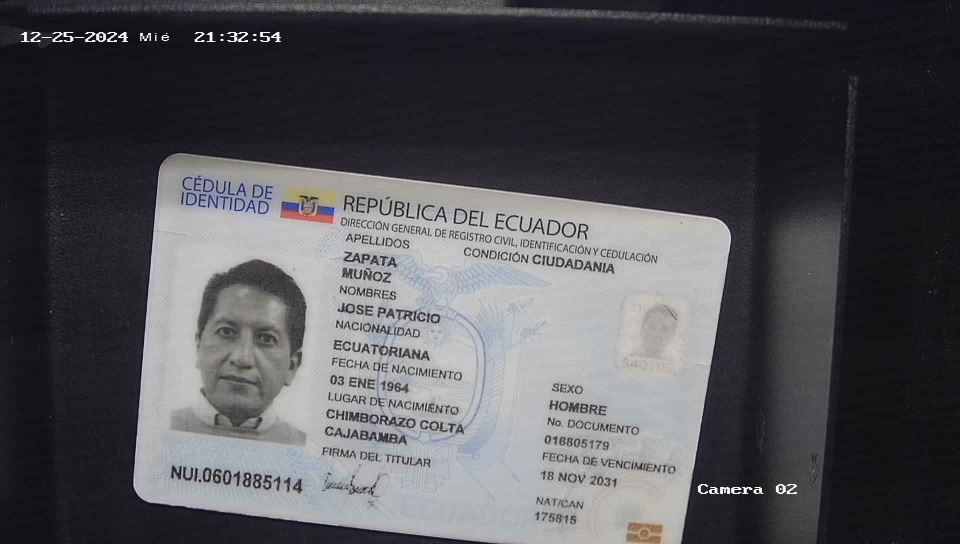 12-25-2024 Mié 21:32:54
CÉDULA DE
IDENTIDAD
REPÚBLICA DEL ECUADOR
DIRECCIÓN GENERAL DE REGISTRO CIVIL, IDENTIFICACIÓN Y CEDULACIÓN
APELLIDOS
CONDICIÓN CIUDADANIA
ZAPATA
MUÑOZ
NOMBRES
JOSE PATRICIO
NACIONALIDAD
ECUATORIANA
FECHA DE NACIMIENTO
03 ENE 1964
LUGAR DE NACIMIENTO
CHIMBORAZO COLTA
CAJABAMBA
FIRMA DEL TITULAR
SEXO
HOMBRE
No. DOCUMENTO
018805179
FECHA DE VENCIMIENTO
18 NOV 2031
NAT/CAN
175815
NUI.0601885114
Camera 02